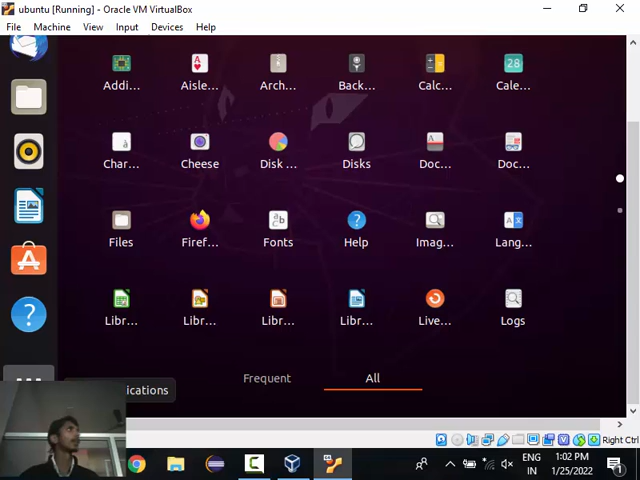 ubuntu [Running] - Oracle VM VirtualBox
File Machine View Input Devices Help
Addi... Aisle... Arch... Back... Calc... Cale...
Char... Cheese Disk ... Disks Doc... Doc...
Files Firef... Fonts Help Imag... Lang...
Libr... Libr... Libr... Libr... Live... Logs
Frequent All
ications
Right Ctrl
ENG
IN
1:02 PM
1/25/2022